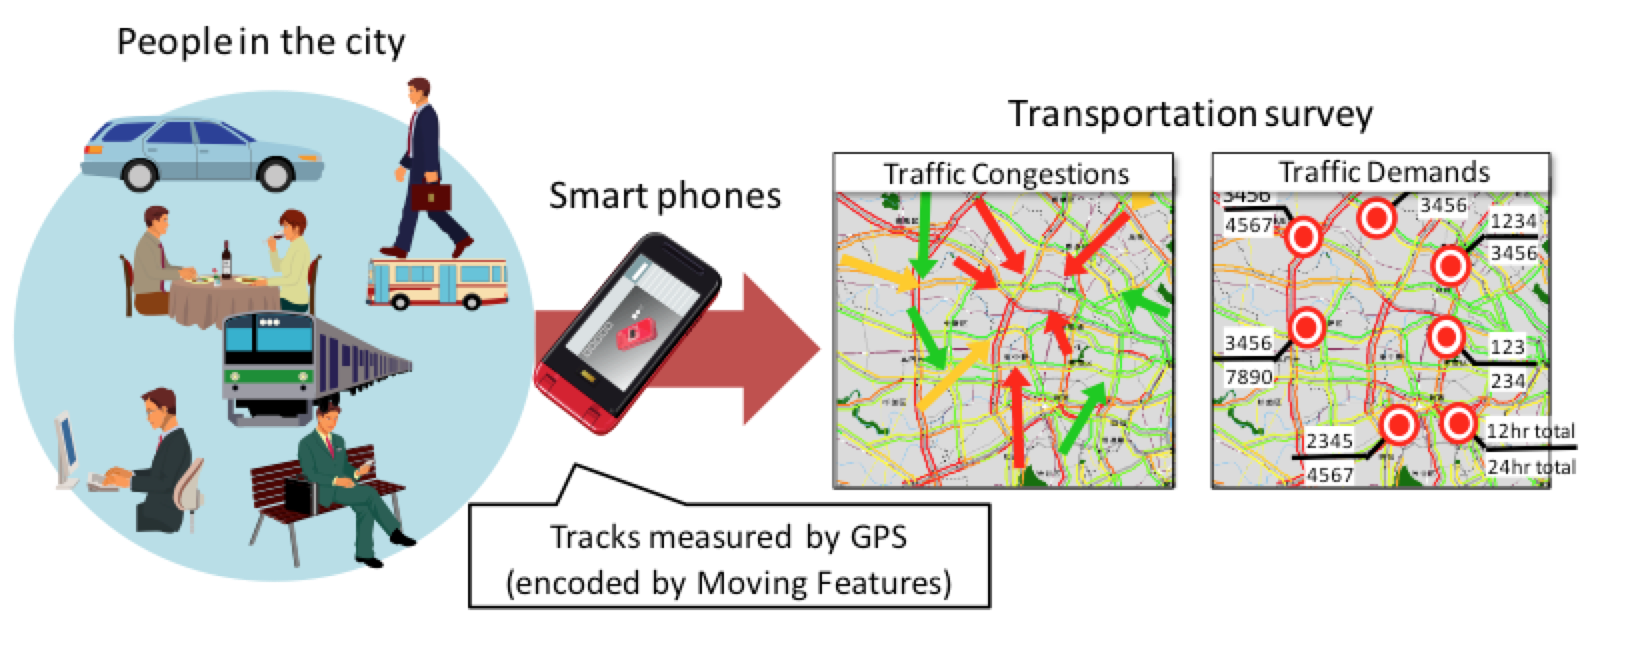 People in the city
Smart phones
Tracks measured by GPS
(encoded by Moving Features)
Transportation survey
Traffic Congestions
Traffic Demands
3456
4567
3456
1234
3456
3456
7890
123
234
2345
4567
12hr total
24hr total